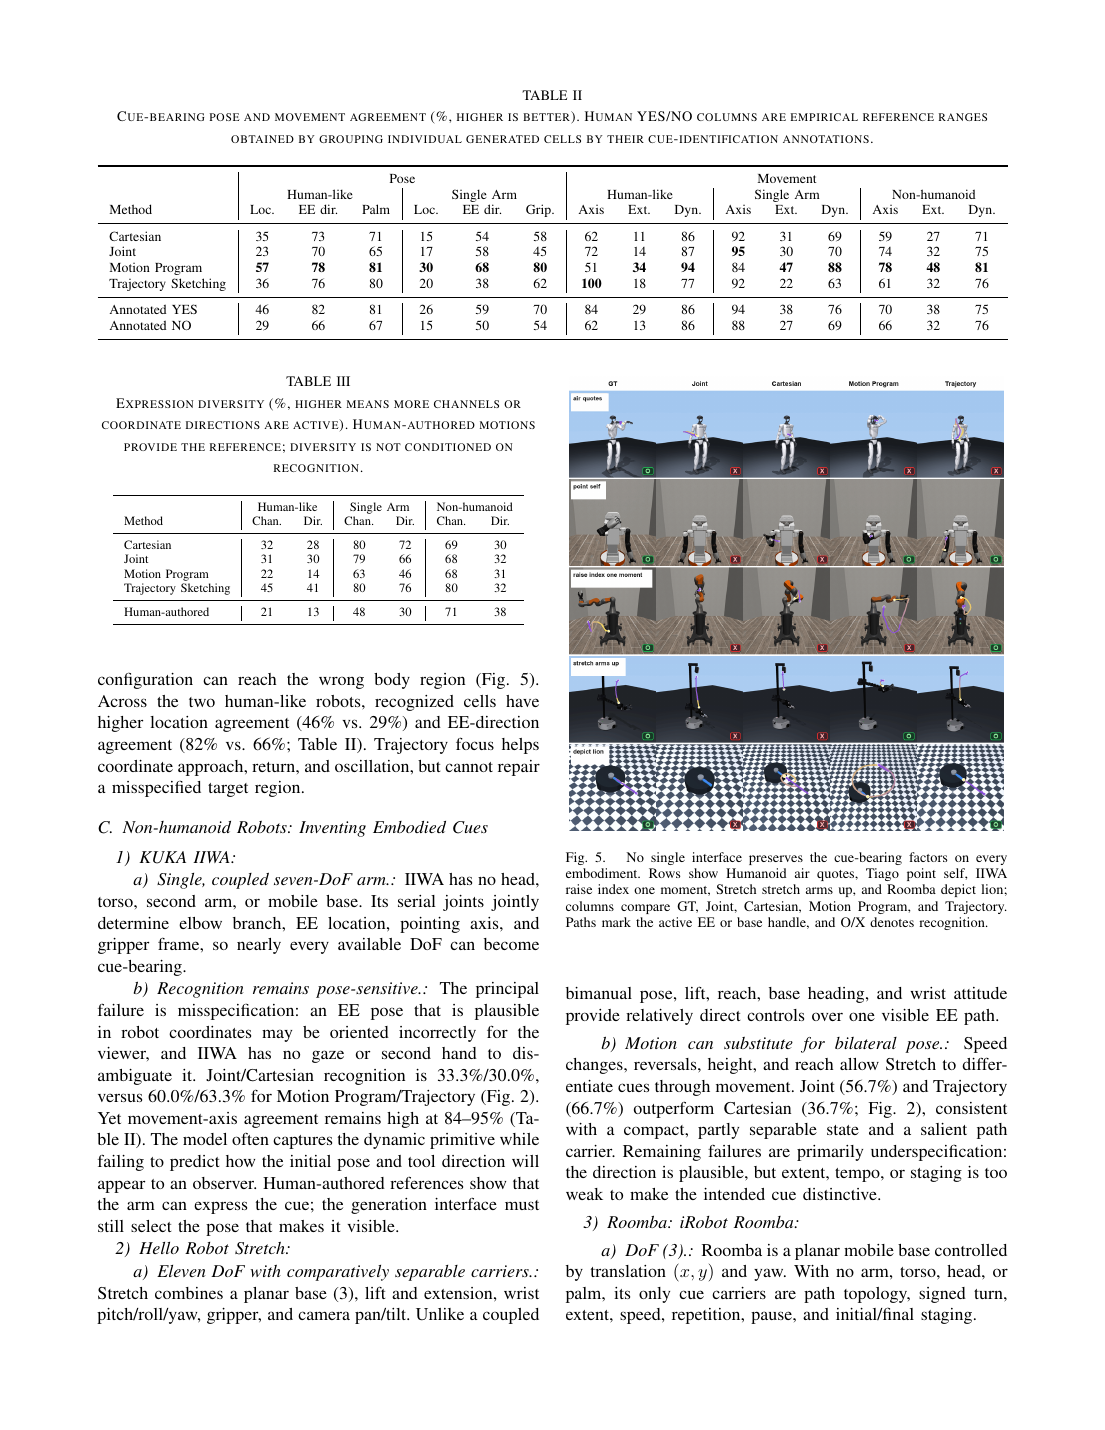 TABLE II
CUE-BEARING POSE AND MOVEMENT AGREEMENT (%, HIGHER IS BETTER). HUMAN YES/NO COLUMNS ARE EMPIRICAL REFERENCE RANGES
OBTAINED BY GROUPING INDIVIDUAL GENERATED CELLS BY THEIR CUE-IDENTIFICATION ANNOTATIONS.
Pose Movement
Human-like Single Arm Human-like Single Arm Non-humanoid
Method Loc. EE dir. Palm Loc. EE dir. Grip. Axis Ext. Dyn. Axis Ext. Dyn. Axis Ext. Dyn.
Cartesian 35 73 71 15 54 58 62 11 86 92 31 69 59 27 71
Joint 23 70 65 17 58 45 72 14 87 95 30 70 74 32 75
Motion Program 57 78 81 30 68 80 51 34 94 84 47 88 78 48 81
Trajectory Sketching 36 76 80 20 38 62 100 18 77 92 22 63 61 32 76
Annotated YES 46 82 81 26 59 70 84 29 86 94 38 76 70 38 75
Annotated NO 29 66 67 15 50 54 62 13 86 88 27 69 66 32 76
TABLE III
EXPRESSION DIVERSITY (%, HIGHER MEANS MORE CHANNELS OR
COORDINATE DIRECTIONS ARE ACTIVE). HUMAN-AUTHORED MOTIONS
PROVIDE THE REFERENCE; DIVERSITY IS NOT CONDITIONED ON
RECOGNITION.
Human-like Single Arm Non-humanoid
Method Chan. Dir. Chan. Dir. Chan. Dir.
Cartesian 32 28 80 72 69 30
Joint 31 30 79 66 68 32
Motion Program 22 14 63 46 68 31
Trajectory Sketching 45 41 80 76 80 32
Human-authored 21 13 48 30 71 38
configuration can reach the wrong body region (Fig. 5).
Across the two human-like robots, recognized cells have
higher location agreement (46% vs. 29%) and EE-direction
agreement (82% vs. 66%; Table II). Trajectory focus helps
coordinate approach, return, and oscillation, but cannot repair
a misspecified target region.
C. Non-humanoid Robots: Inventing Embodied Cues
1) KUKA IIWA:
a) Single, coupled seven-DoF arm.: IIWA has no head,
torso, second arm, or mobile base. Its serial joints jointly
determine elbow branch, EE location, pointing axis, and
gripper frame, so nearly every available DoF can become
cue-bearing.
b) Recognition remains pose-sensitive.: The principal
failure is misspecification: an EE pose that is plausible
in robot coordinates may be oriented incorrectly for the
viewer, and IIWA has no gaze or second hand to dis-
ambiguate it. Joint/Cartesian recognition is 33.3%/30.0%,
versus 60.0%/63.3% for Motion Program/Trajectory (Fig. 2).
Yet movement-axis agreement remains high at 84–95% (Ta-
ble II). The model often captures the dynamic primitive while
failing to predict how the initial pose and tool direction will
appear to an observer. Human-authored references show that
the arm can express the cue; the generation interface must
still select the pose that makes it visible.
2) Hello Robot Stretch:
a) Eleven DoF with comparatively separable carriers.:
Stretch combines a planar base (3), lift and extension, wrist
pitch/roll/yaw, gripper, and camera pan/tilt. Unlike a coupled
GT Joint Cartesian Motion Program Trajectory
air quotes
O X X X X
point self
O X X O O
raise index one moment
O X X X O
stretch arms up
O X X O O
depict lion
O X X X O
Fig. 5. No single interface preserves the cue-bearing factors on every
embodiment. Rows show Humanoid air quotes, Tiago point self, IIWA
raise index one moment, Stretch stretch arms up, and Roomba depict lion;
columns compare GT, Joint, Cartesian, Motion Program, and Trajectory.
Paths mark the active EE or base handle, and O/X denotes recognition.
bimanual pose, lift, reach, base heading, and wrist attitude
provide relatively direct controls over one visible EE path.
b) Motion can substitute for bilateral pose.: Speed
changes, reversals, height, and reach allow Stretch to differ-
entiate cues through movement. Joint (56.7%) and Trajectory
(66.7%) outperform Cartesian (36.7%; Fig. 2), consistent
with a compact, partly separable state and a salient path
carrier. Remaining failures are primarily underspecification:
the direction is plausible, but extent, tempo, or staging is too
weak to make the intended cue distinctive.
3) Roomba: iRobot Roomba:
a) DoF (3).: Roomba is a planar mobile base controlled
by translation (x, y) and yaw. With no arm, torso, head, or
palm, its only cue carriers are path topology, signed turn,
extent, speed, repetition, pause, and initial/final staging.